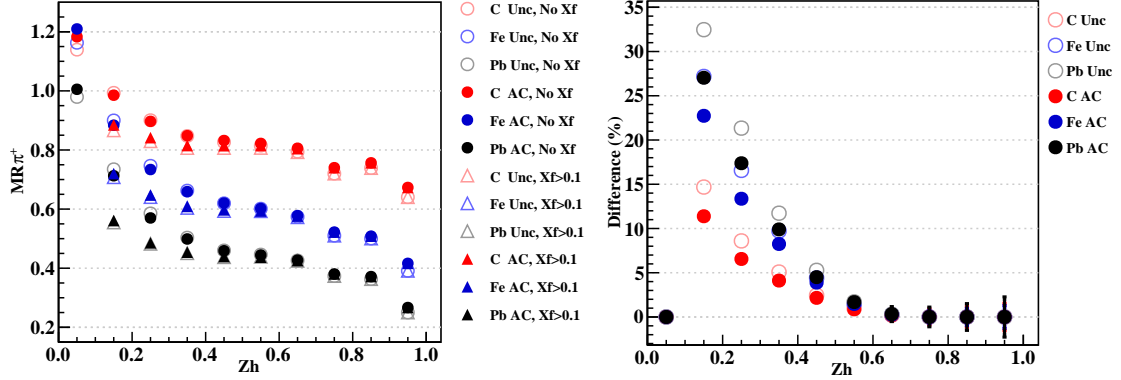 1.2
1.0
0.8
0.6
0.4
0.2
MRπ+
0.0 0.2 0.4 0.6 0.8 1.0
Zh
C Unc, No Xf
Fe Unc, No Xf
Pb Unc, No Xf
C AC, No Xf
Fe AC, No Xf
Pb AC, No Xf
C Unc, Xf>0.1
Fe Unc, Xf>0.1
Pb Unc, Xf>0.1
C AC, Xf>0.1
Fe AC, Xf>0.1
Pb AC, Xf>0.1
35
30
25
20
15
10
5
0
Difference (%)
0.0 0.2 0.4 0.6 0.8 1.0
Zh
C Unc
Fe Unc
Pb Unc
C AC
Fe AC
Pb AC